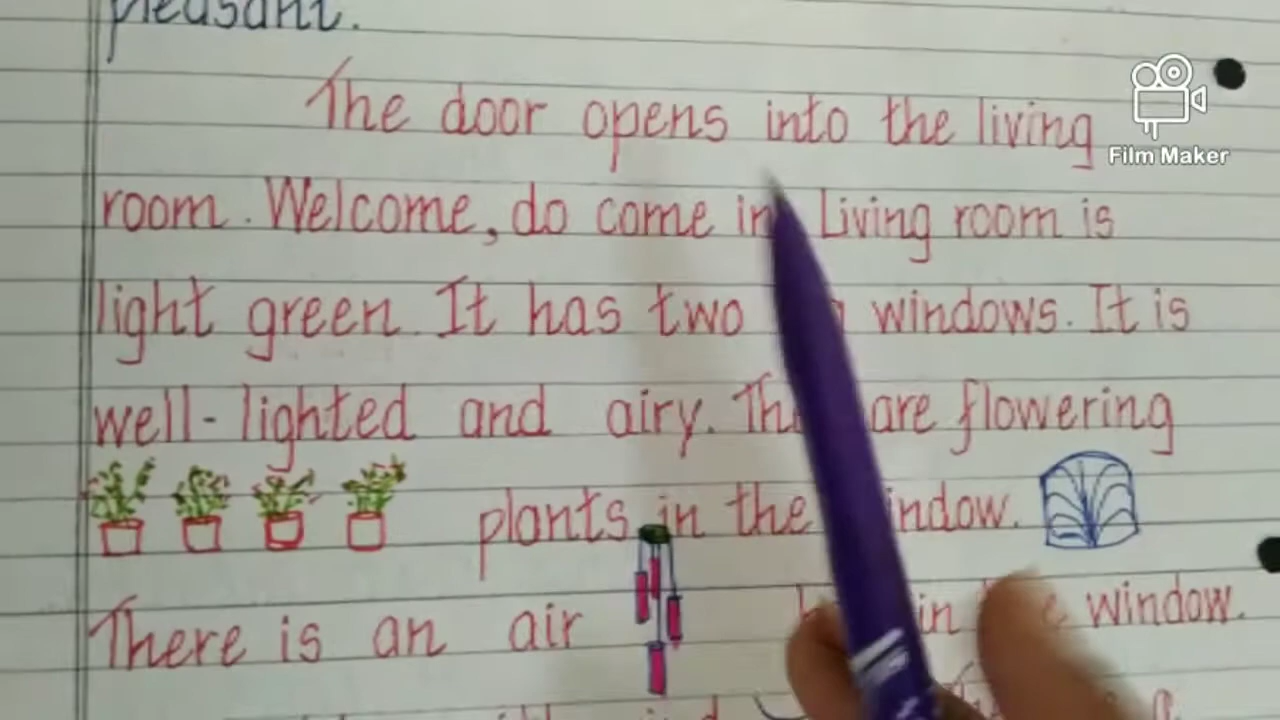 pleasant.
The door opens into the living
Film Maker
room. Welcome, do come in. Living room is
light green. It has two windows. It is
well-lighted and airy. are flowering
plants in the window.
There is an air in window.